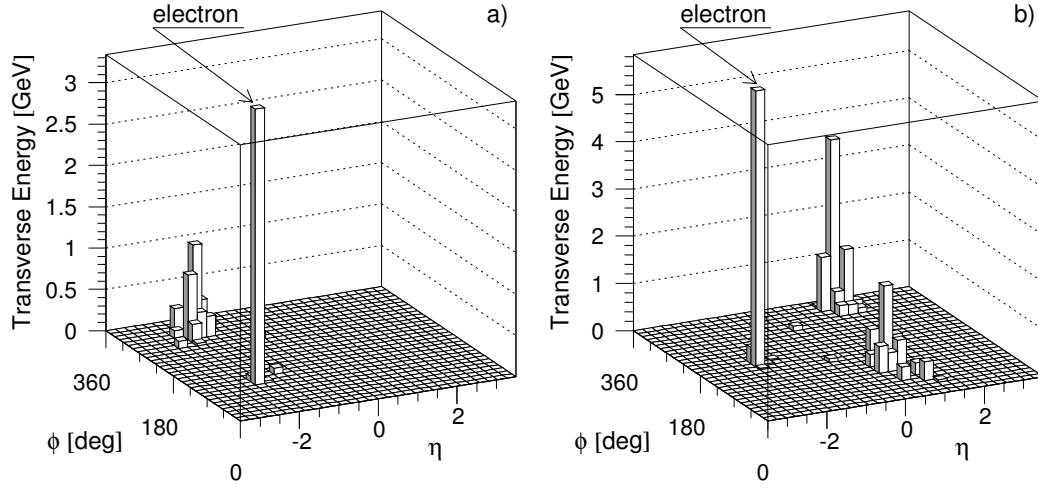 electron
a)
Transverse Energy [GeV]
3
2.5
2
1.5
1
0.5
0
360
180
0
ϕ [deg]
-2
0
2
η
electron
b)
Transverse Energy [GeV]
5
4
3
2
1
0
360
180
0
ϕ [deg]
-2
0
2
η